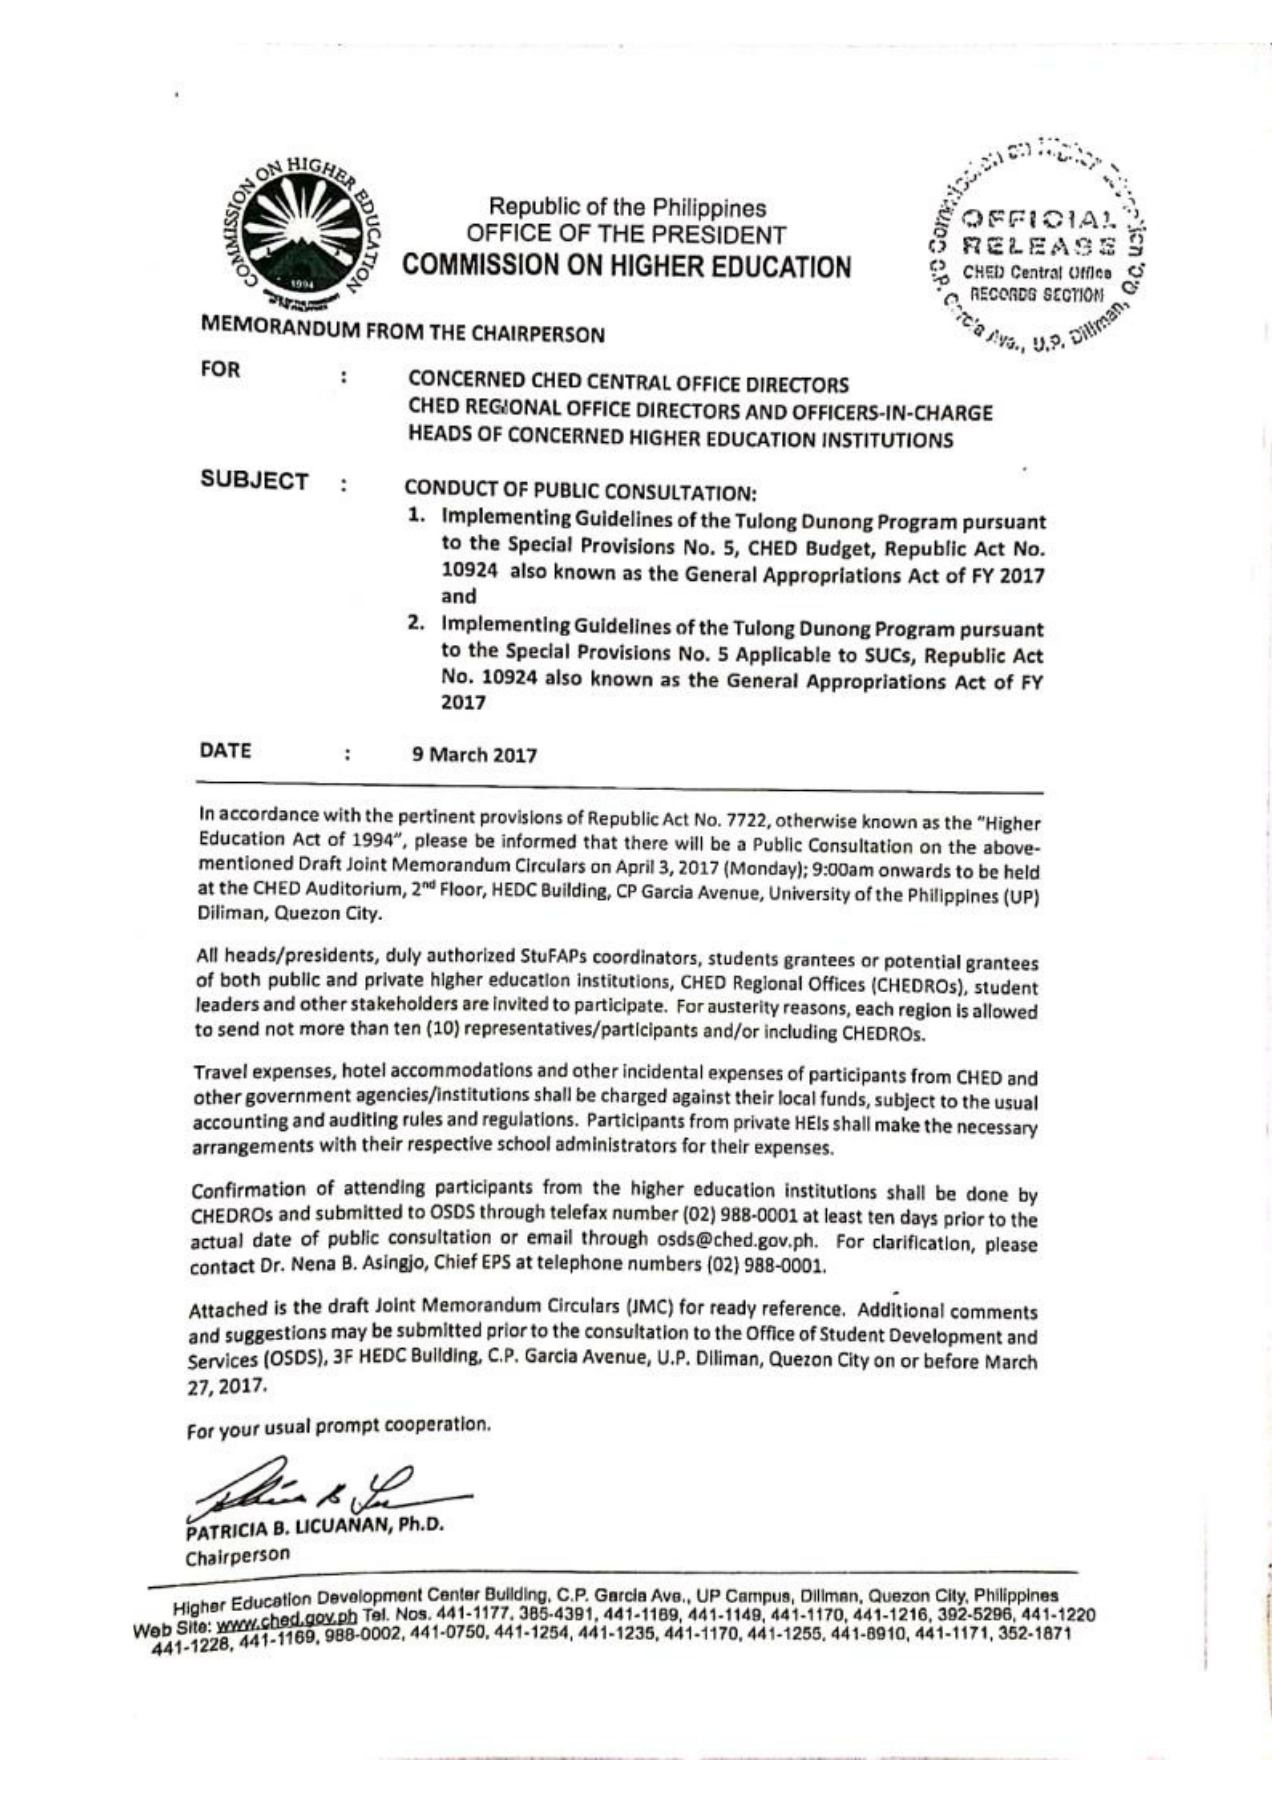 COMMISSION ON HIGHER EDUCATION
1994
Republic of the Philippines
OFFICE OF THE PRESIDENT
COMMISSION ON HIGHER EDUCATION
Commission on Higher Education
OFFICIAL
RELEASE
CHED Central Office
RECORDS SECTION
C.P. Garcia Ava., U.P. Diliman, Q.C.
MEMORANDUM FROM THE CHAIRPERSON
FOR : CONCERNED CHED CENTRAL OFFICE DIRECTORS
CHED REGIONAL OFFICE DIRECTORS AND OFFICERS-IN-CHARGE
HEADS OF CONCERNED HIGHER EDUCATION INSTITUTIONS
SUBJECT : CONDUCT OF PUBLIC CONSULTATION:
1. Implementing Guidelines of the Tulong Dunong Program pursuant
to the Special Provisions No. 5, CHED Budget, Republic Act No.
10924 also known as the General Appropriations Act of FY 2017
and
2. Implementing Guidelines of the Tulong Dunong Program pursuant
to the Special Provisions No. 5 Applicable to SUCs, Republic Act
No. 10924 also known as the General Appropriations Act of FY
2017
DATE : 9 March 2017
In accordance with the pertinent provisions of Republic Act No. 7722, otherwise known as the "Higher
Education Act of 1994", please be informed that there will be a Public Consultation on the above-
mentioned Draft Joint Memorandum Circulars on April 3, 2017 (Monday); 9:00am onwards to be held
at the CHED Auditorium, 2nd Floor, HEDC Building, CP Garcia Avenue, University of the Philippines (UP)
Diliman, Quezon City.
All heads/presidents, duly authorized StuFAPs coordinators, students grantees or potential grantees
of both public and private higher education institutions, CHED Regional Offices (CHEDROs), student
leaders and other stakeholders are invited to participate. For austerity reasons, each region is allowed
to send not more than ten (10) representatives/participants and/or including CHEDROs.
Travel expenses, hotel accommodations and other incidental expenses of participants from CHED and
other government agencies/institutions shall be charged against their local funds, subject to the usual
accounting and auditing rules and regulations. Participants from private HEIs shall make the necessary
arrangements with their respective school administrators for their expenses.
Confirmation of attending participants from the higher education institutions shall be done by
CHEDROs and submitted to OSDS through telefax number (02) 988-0001 at least ten days prior to the
actual date of public consultation or email through osds@ched.gov.ph. For clarification, please
contact Dr. Nena B. Asingjo, Chief EPS at telephone numbers (02) 988-0001.
Attached is the draft Joint Memorandum Circulars (JMC) for ready reference. Additional comments
and suggestions may be submitted prior to the consultation to the Office of Student Development and
Services (OSDS), 3F HEDC Building, C.P. Garcia Avenue, U.P. Diliman, Quezon City on or before March
27, 2017.
For your usual prompt cooperation.
PATRICIA B. LICUANAN, Ph.D.
Chairperson
Higher Education Development Center Building, C.P. Garcia Ave., UP Campus, Diliman, Quezon City, Philippines
Web Site: www.ched.gov.ph Tel. Nos. 441-1177, 385-4391, 441-1169, 441-1149, 441-1170, 441-1216, 392-5296, 441-1220
441-1228, 441-1169, 988-0002, 441-0750, 441-1254, 441-1235, 441-1170, 441-1255, 441-8910, 441-1171, 352-1871